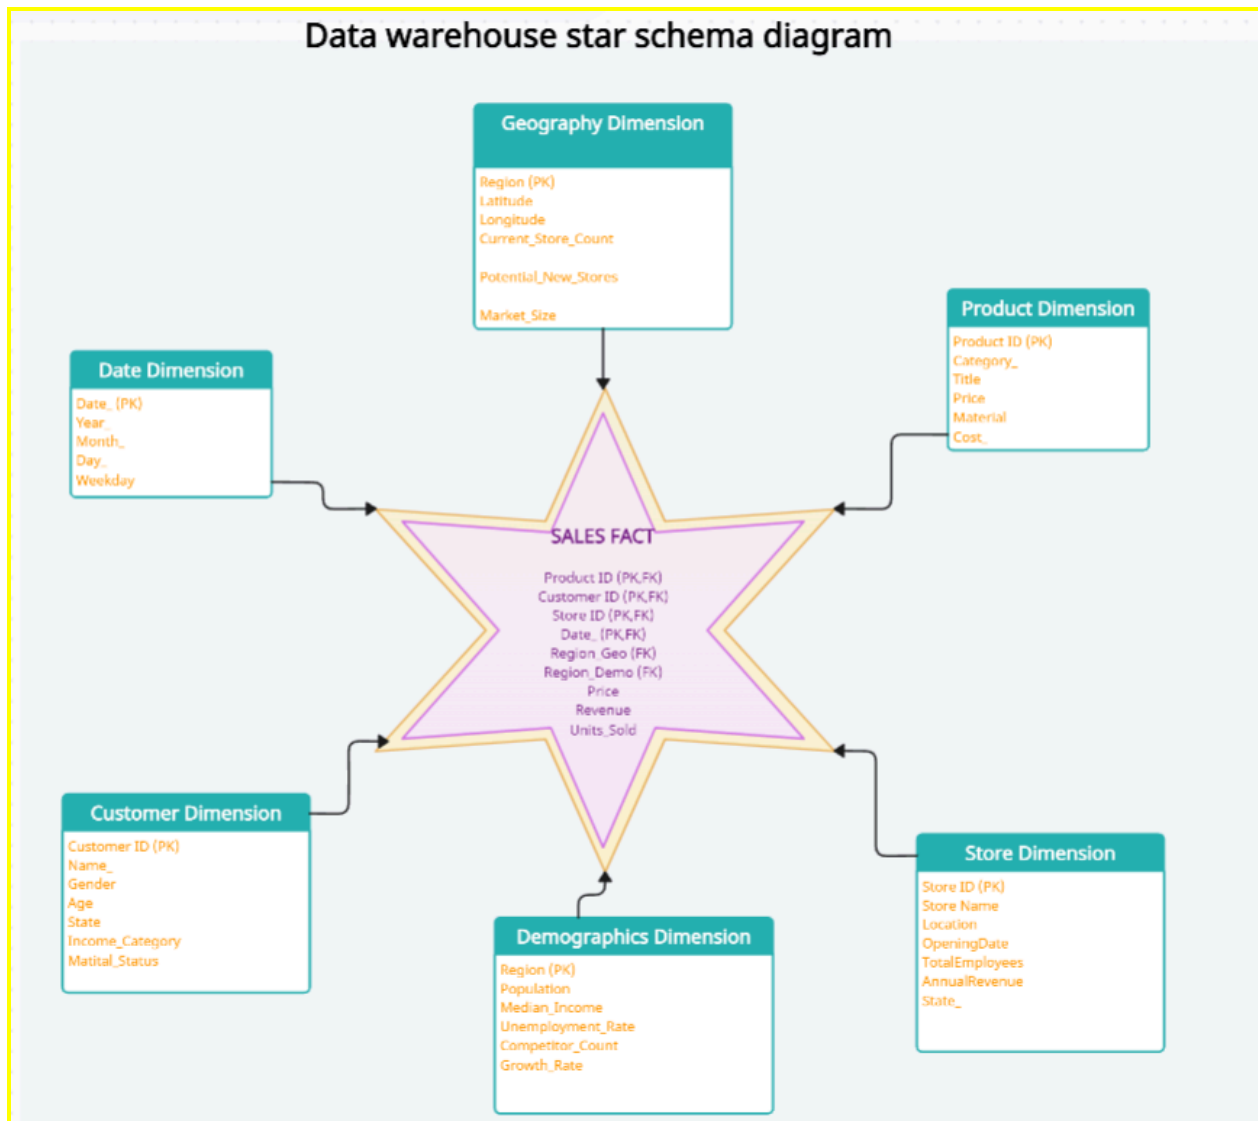 Data warehouse star schema diagram
Geography Dimension
Region (PK)
Latitude
Longitude
Current_Store_Count
Potential_New_Stores
Market_Size
Product Dimension
Product ID (PK)
Category_
Title
Price
Material
Cost_
Date Dimension
Date_ (PK)
Year_
Month_
Day_
Weekday
SALES FACT
Product ID (PK,FK)
Customer ID (PK,FK)
Store ID (PK,FK)
Date_ (PK,FK)
Region_Geo (FK)
Region_Demo (FK)
Price
Revenue
Units_Sold
Customer Dimension
Customer ID (PK)
Name_
Gender
Age
State
Income_Category
Matital_Status
Demographics Dimension
Region (PK)
Population
Median_Income
Unemployment_Rate
Competitor_Count
Growth_Rate
Store Dimension
Store ID (PK)
Store Name
Location
OpeningDate
TotalEmployees
AnnualRevenue
State_